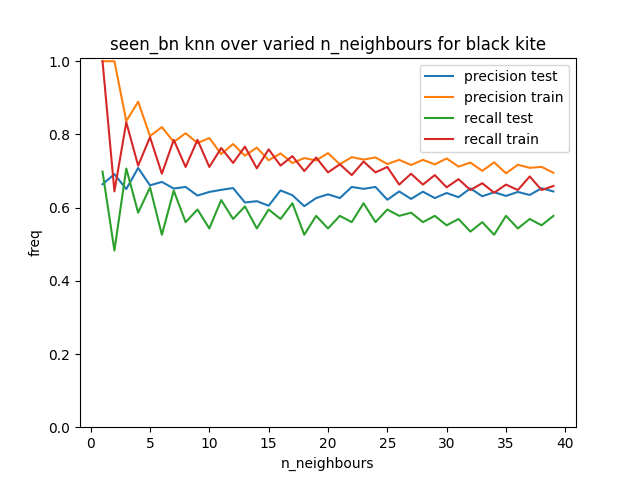 seen_bn knn over varied n_neighbours for black kite
precision test
precision train
recall test
recall train
freq
1.0
0.8
0.6
0.4
0.2
0.0
0 5 10 15 20 25 30 35 40
n_neighbours